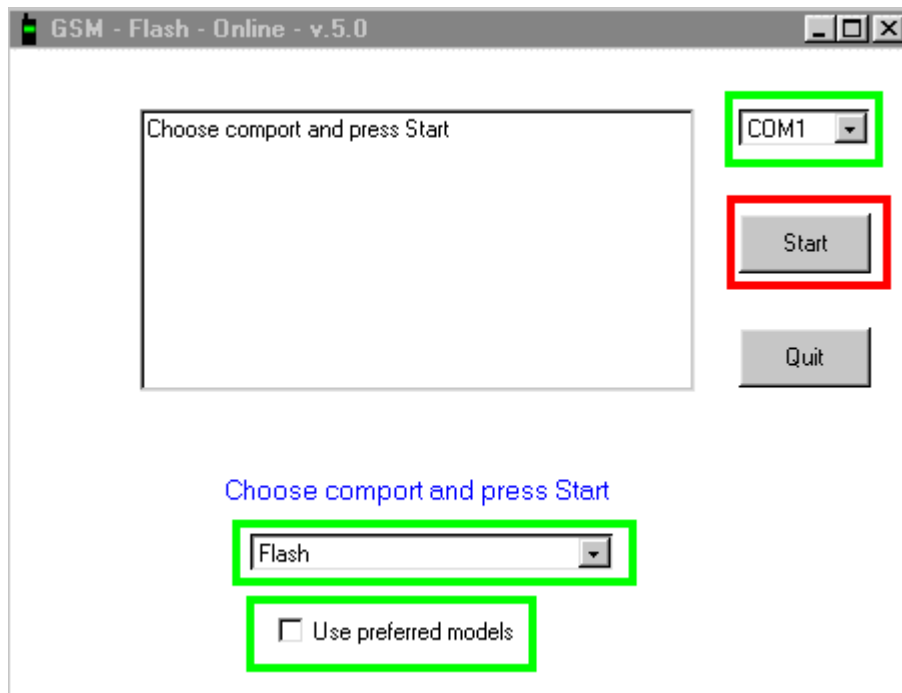 GSM - Flash - Online - v.5.0
Choose comport and press Start
COM1
Start
Quit
Choose comport and press Start
Flash
Use preferred models